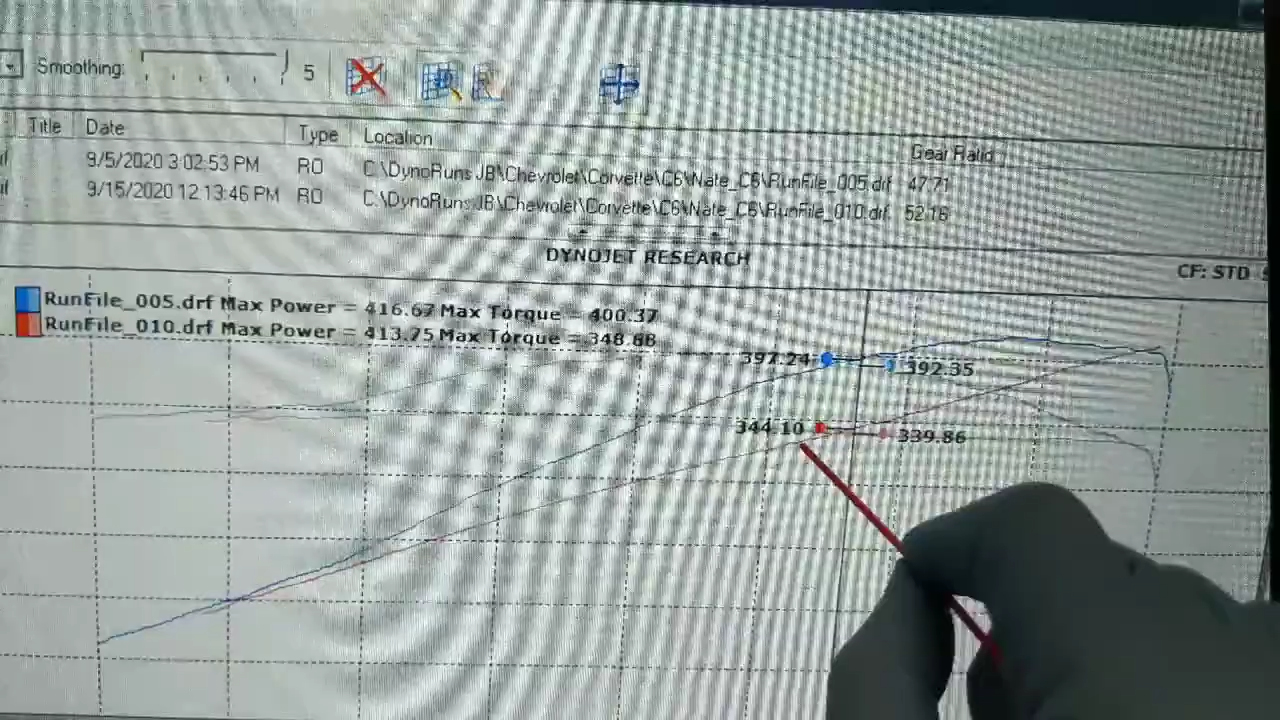 Smoothing: 5
Title Date Type Location Gear Ratio
9/5/2020 3:02:53 PM RO C:\DynoRuns.JB\Chevrolet\Corvette\C6\Nate_C6\RunFile_005.drf 47.71
9/15/2020 12:13:46 PM RO C:\DynoRuns.JB\Chevrolet\Corvette\C6\Nate_C6\RunFile_010.drf 52.16
DYNOJET RESEARCH
CF: STD
RunFile_005.drf Max Power = 416.67 Max Torque = 400.37
RunFile_010.drf Max Power = 413.75 Max Torque = 348.68
397.24 392.35
344.10 339.86